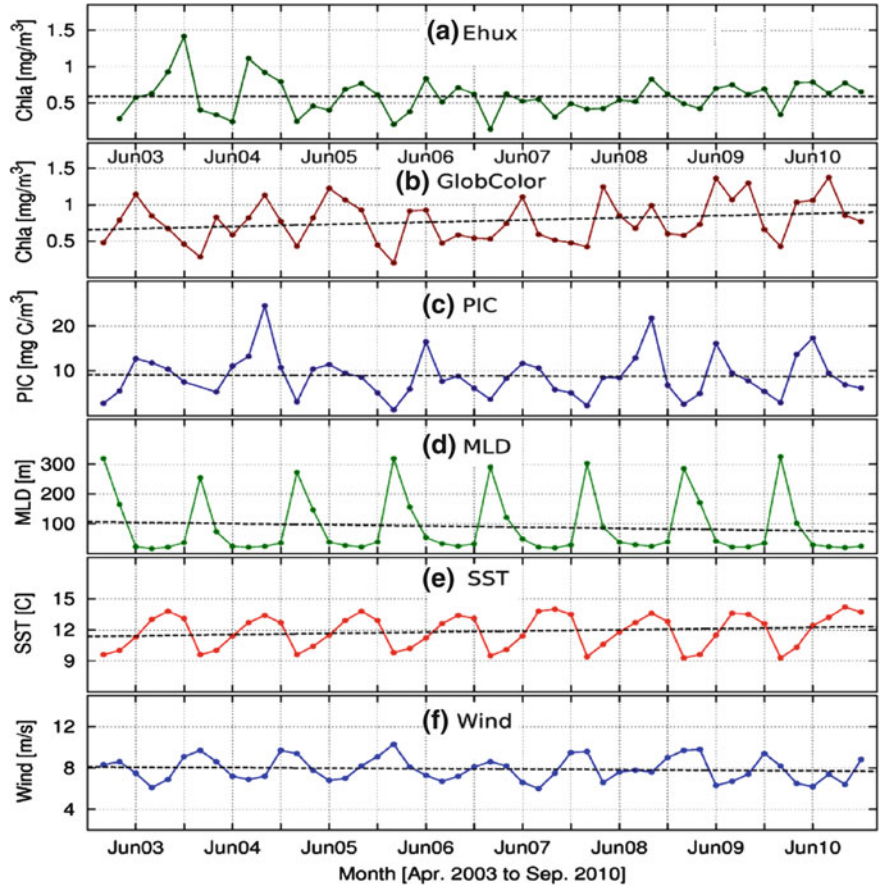 (a) Ehux
Chla [mg/m³]
1.5
1
0.5
Jun03 Jun04 Jun05 Jun06 Jun07 Jun08 Jun09 Jun10
(b) GlobColor
Chla [mg/m³]
1.5
1
0.5
(c) PIC
PIC [mg C/m³]
20
10
(d) MLD
MLD [m]
300
200
100
(e) SST
SST [C]
15
12
9
(f) Wind
Wind [m/s]
12
8
4
Jun03 Jun04 Jun05 Jun06 Jun07 Jun08 Jun09 Jun10
Month [Apr. 2003 to Sep. 2010]